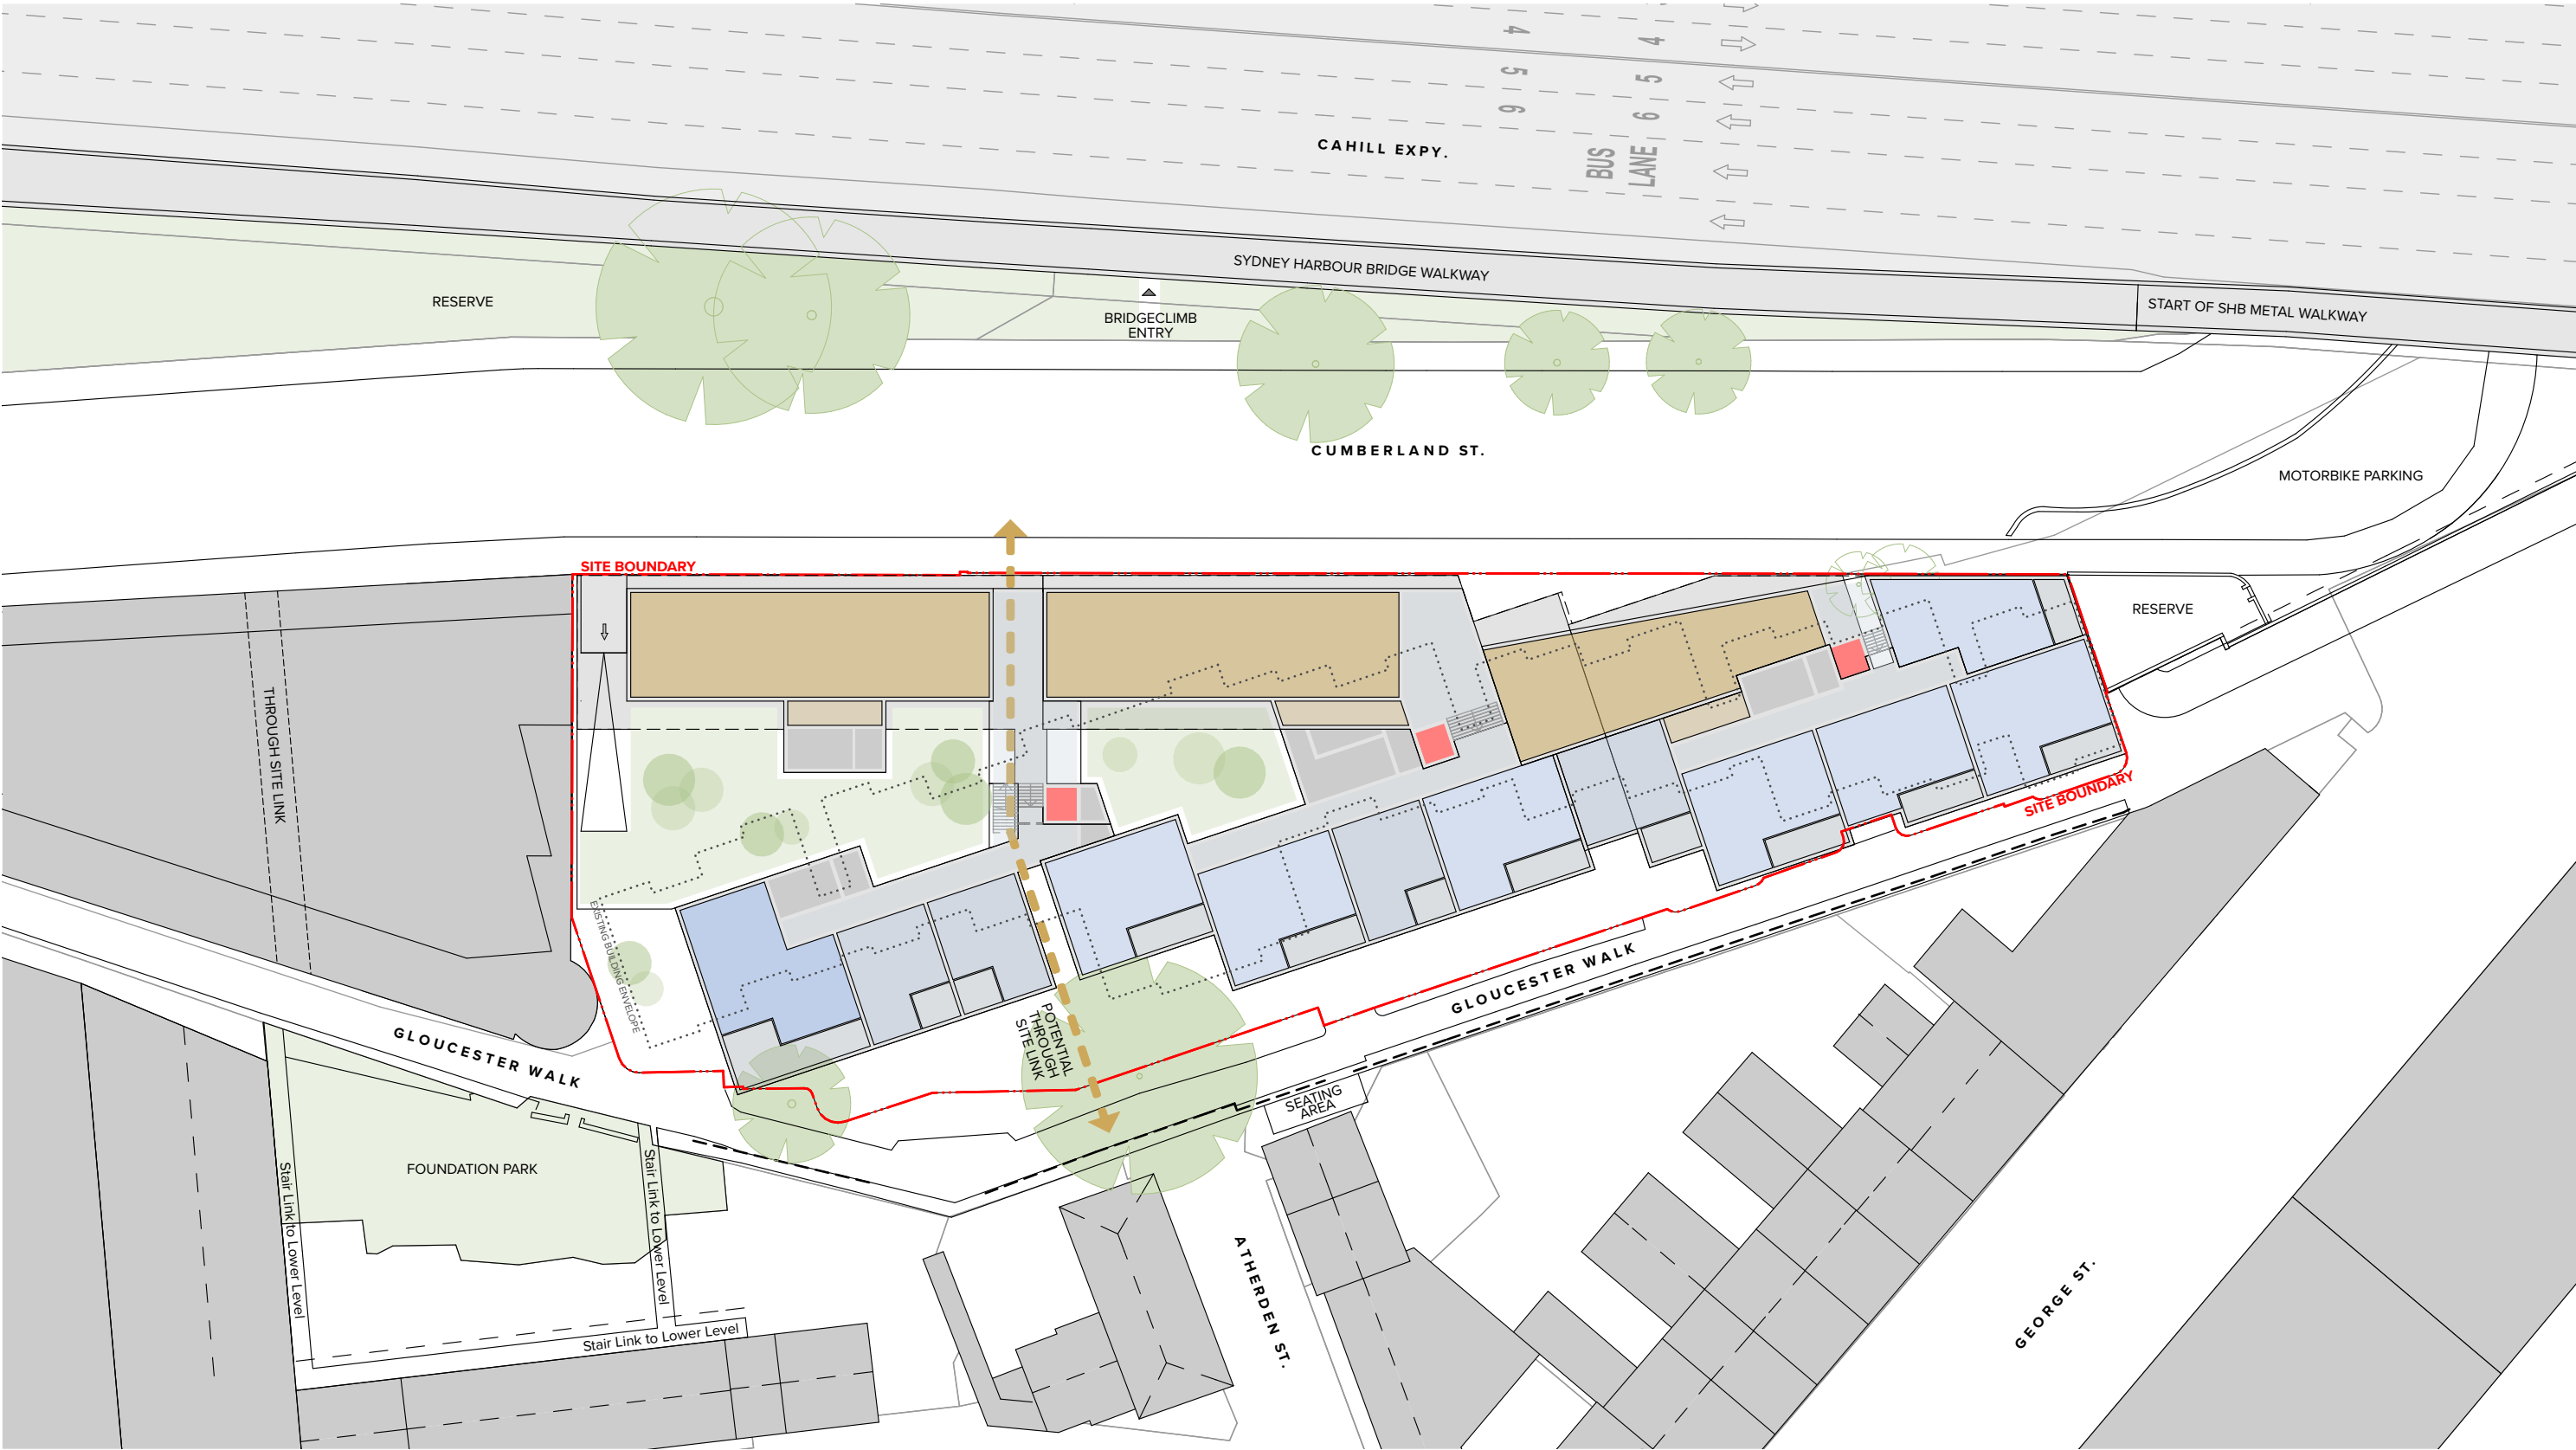 4
5
6
4
5
6
BUS
LANE
CAHILL EXPY.
SYDNEY HARBOUR BRIDGE WALKWAY
START OF SHB METAL WALKWAY
RESERVE
BRIDGECLIMB
ENTRY
CUMBERLAND ST.
MOTORBIKE PARKING
SITE BOUNDARY
RESERVE
THROUGH SITE LINK
SITE BOUNDARY
EXISTING BUILDING ENVELOPE
GLOUCESTER WALK
POTENTIAL
THROUGH
SITE LINK
GLOUCESTER WALK
SEATING
AREA
FOUNDATION PARK
Stair Link to Lower Level
Stair Link to Lower Level
Stair Link to Lower Level
ATHERDEN ST.
GEORGE ST.